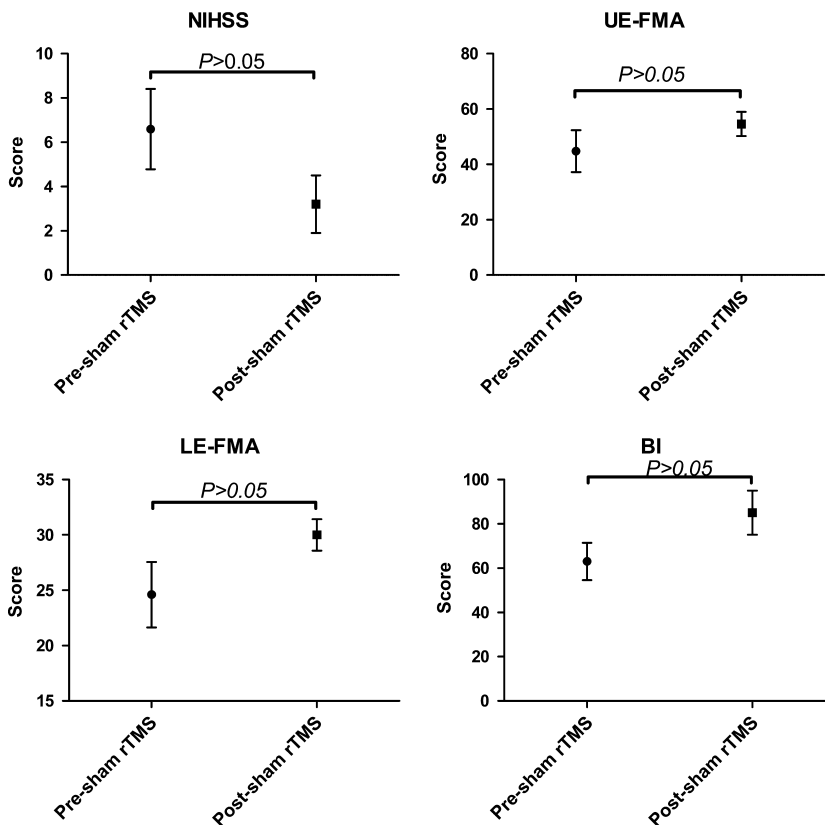 NIHSS
P>0.05
10
8
6
4
2
0
Score
Pre-sham rTMS
Post-sham rTMS
UE-FMA
P>0.05
80
60
40
20
0
Score
Pre-sham rTMS
Post-sham rTMS
LE-FMA
P>0.05
35
30
25
20
15
Score
Pre-sham rTMS
Post-sham rTMS
BI
P>0.05
100
80
60
40
20
0
Score
Pre-sham rTMS
Post-sham rTMS